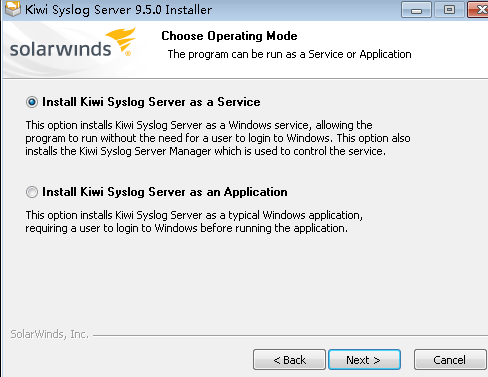 Kiwi Syslog Server 9.5.0 Installer
solarwinds
Choose Operating Mode
The program can be run as a Service or Application
Install Kiwi Syslog Server as a Service
This option installs Kiwi Syslog Server as a Windows service, allowing the
program to run without the need for a user to login to Windows. This option also
installs the Kiwi Syslog Server Manager which is used to control the service.
Install Kiwi Syslog Server as an Application
This option installs Kiwi Syslog Server as a typical Windows application,
requiring a user to login to Windows before running the application.
SolarWinds, Inc.
< Back
Next >
Cancel